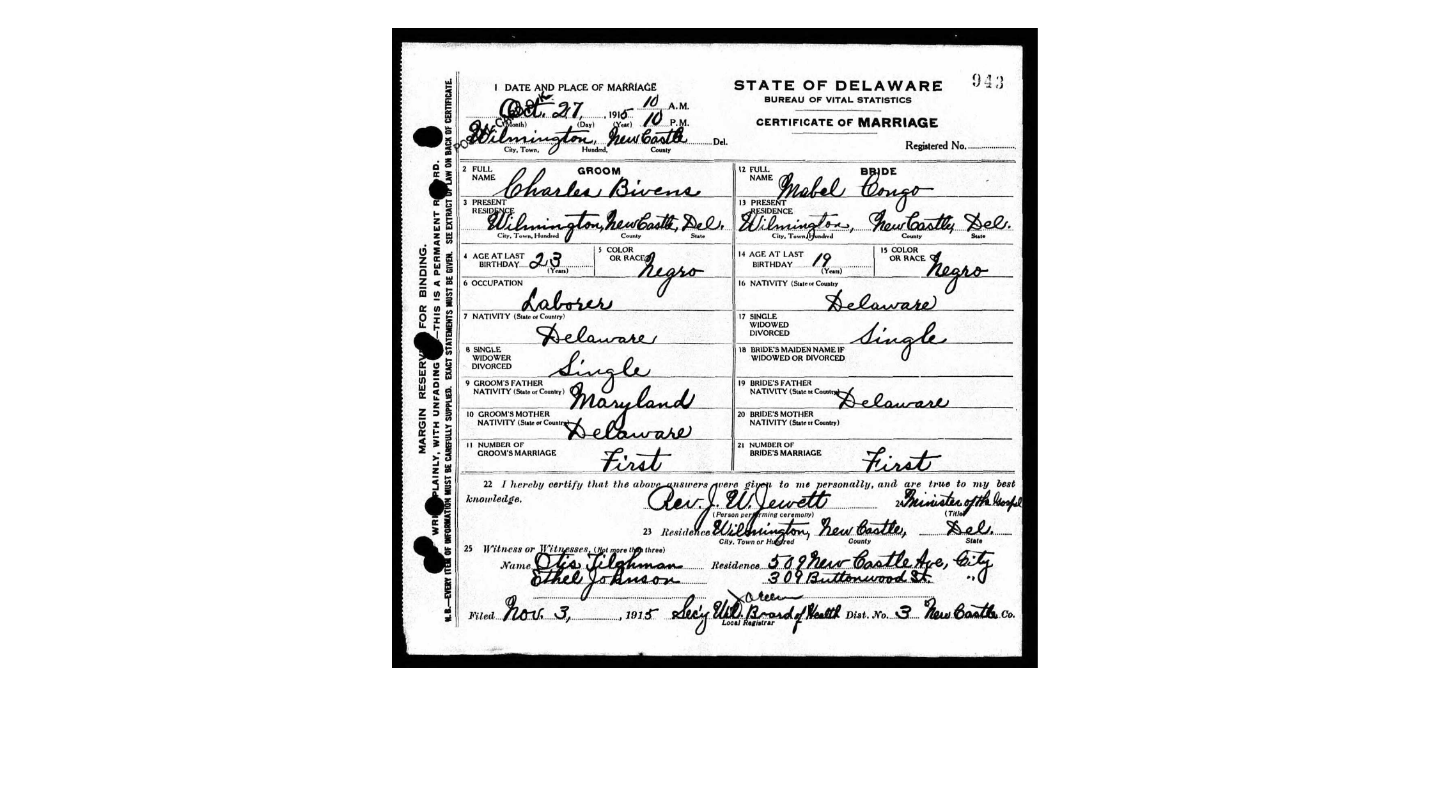 1 DATE AND PLACE OF MARRIAGE
Oct. 27, 1915 10 A.M.
10 P.M.
(Month) (Day) (Year)
Wilmington, New Castle Del.
City, Town, Hundred, County
STATE OF DELAWARE
943
BUREAU OF VITAL STATISTICS
CERTIFICATE OF MARRIAGE
Registered No.
GROOM
2 FULL NAME Charles Bivens
3 PRESENT RESIDENCE Wilmington, New Castle, Del.
City, Town, Hundred County State
4 AGE AT LAST BIRTHDAY 23 (Years) 5 COLOR OR RACE Negro
6 OCCUPATION Laborer
7 NATIVITY (State or Country) Delaware
8 SINGLE WIDOWER DIVORCED Single
9 GROOM'S FATHER NATIVITY (State or Country) Maryland
10 GROOM'S MOTHER NATIVITY (State or Country) Delaware
11 NUMBER OF GROOM'S MARRIAGE First
BRIDE
12 FULL NAME Mabel Congo
13 PRESENT RESIDENCE Wilmington, New Castle, Del.
City, Town, Hundred County State
14 AGE AT LAST BIRTHDAY 19 (Years) 15 COLOR OR RACE Negro
16 NATIVITY (State or Country Delaware
17 SINGLE WIDOWED DIVORCED Single
18 BRIDE'S MAIDEN NAME IF WIDOWED OR DIVORCED
19 BRIDE'S FATHER NATIVITY (State or Country) Delaware
20 BRIDE'S MOTHER NATIVITY (State or Country)
21 NUMBER OF BRIDE'S MARRIAGE First
22 I hereby certify that the above answers were given to me personally, and are true to my best
knowledge. Rev. J. W. Jewett 24 Minister of the Gospel
(Person performing ceremony) (Title)
23 Residence Wilmington, New Castle, Del.
City, Town or Hundred County State
25 Witness or Witnesses, (Not more than three)
Name Otis Tilghman Residence 509 New Castle Ave, City
Ethel Johnson 309 Buttonwood St. "
Filed Nov. 3, , 1915 Sec'y Wil. Board of Health Dist. No. 3 New Castle Co.
Local Registrar
MARGIN RESERVED FOR BINDING.
WRITE PLAINLY, WITH UNFADING —THIS IS A PERMANENT RECORD.
N. B.—EVERY ITEM OF INFORMATION MUST BE CAREFULLY SUPPLIED. EXACT STATEMENTS MUST BE GIVEN. SEE EXTRACT OF LAW ON BACK OF CERTIFICATE.